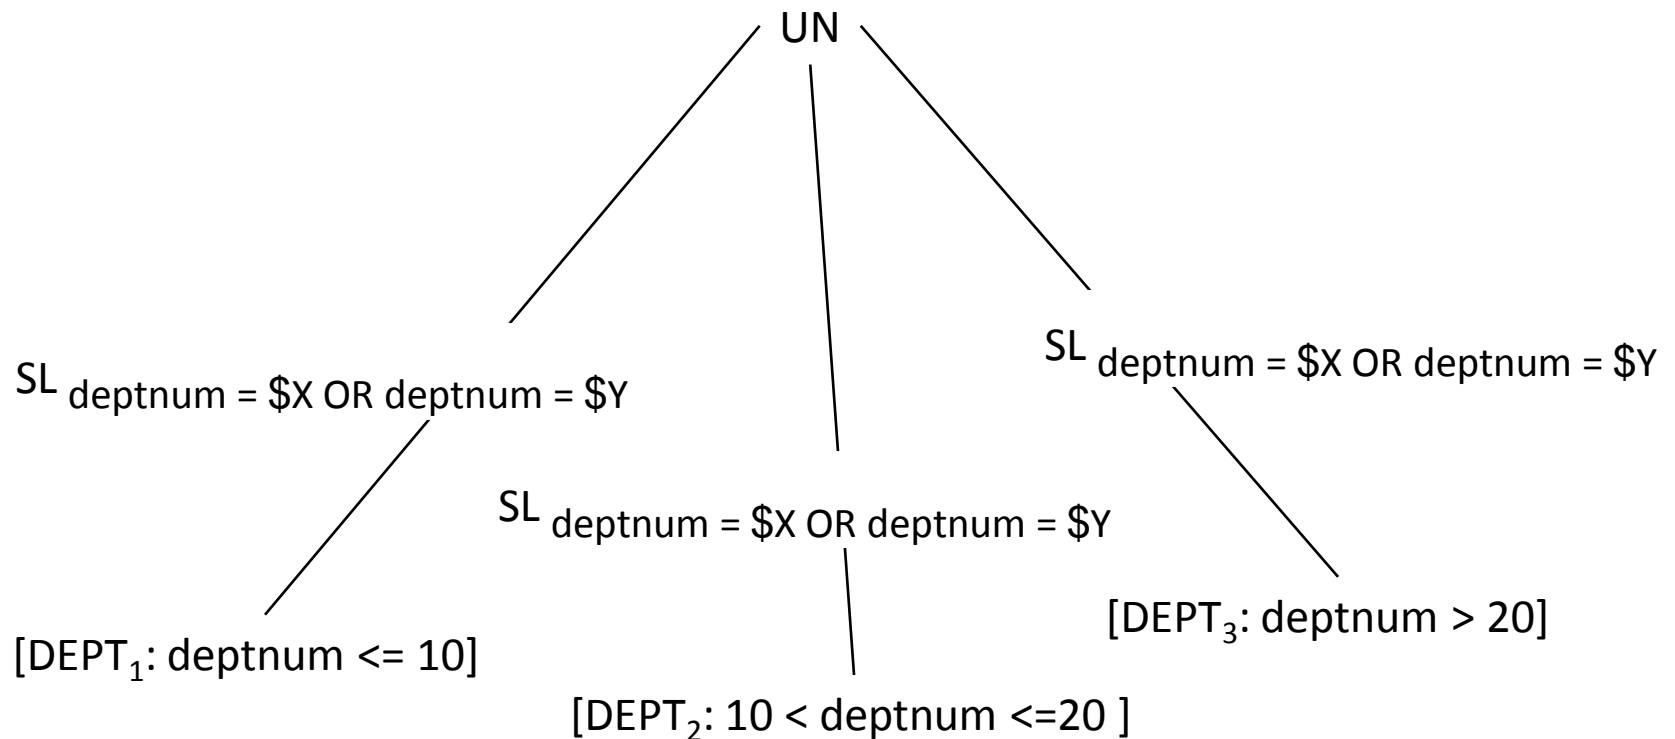 UN
SL deptnum = $X OR deptnum = $Y
SL deptnum = $X OR deptnum = $Y
SL deptnum = $X OR deptnum = $Y
[DEPT₁: deptnum <= 10]
[DEPT₂: 10 < deptnum <=20 ]
[DEPT₃: deptnum > 20]